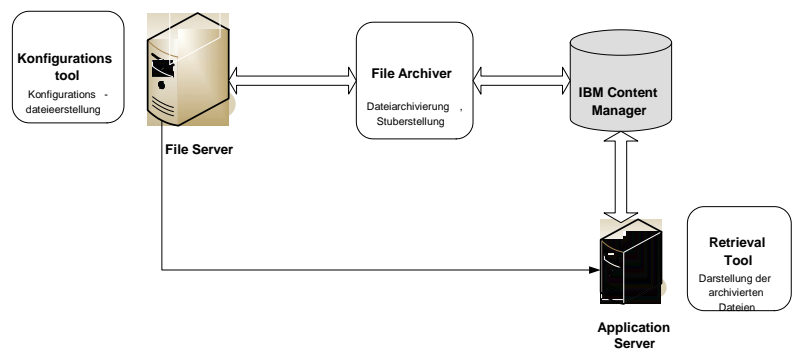 Konfigurations
tool
Konfigurations -
dateieerstellung
File Server
File Archiver
Dateiarchivierung ,
Stuberstellung
IBM Content
Manager
Retrieval
Tool
Darstellung der
archivierten
Dateien
Application
Server